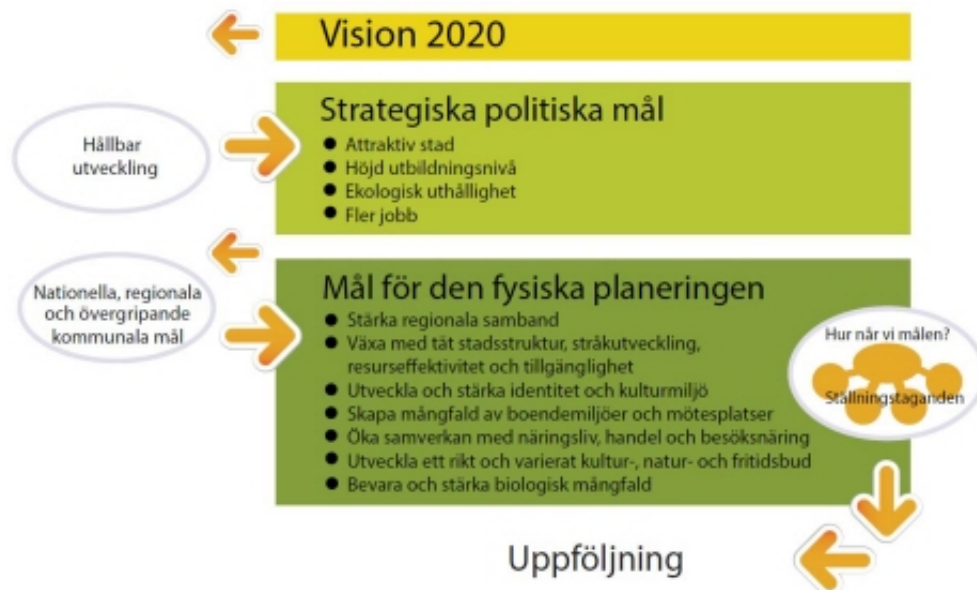 Vision 2020
Strategiska politiska mål
Hållbar
utveckling
● Attraktiv stad
● Höjd utbildningsnivå
● Ekologisk uthållighet
● Fler jobb
Nationella, regionala
och övergripande
kommunala mål
Mål för den fysiska planeringen
● Stärka regionala samband
● Växa med tät stadsstruktur, stråkutveckling,
resurseffektivitet och tillgänglighet
● Utveckla och stärka identitet och kulturmiljö
● Skapa mångfald av boendemiljöer och mötesplatser
● Öka samverkan med näringsliv, handel och besöksnäring
● Utveckla ett rikt och varierat kultur-, natur- och fritidsbud
● Bevara och stärka biologisk mångfald
Hur når vi målen?
Ställningstaganden
Uppföljning